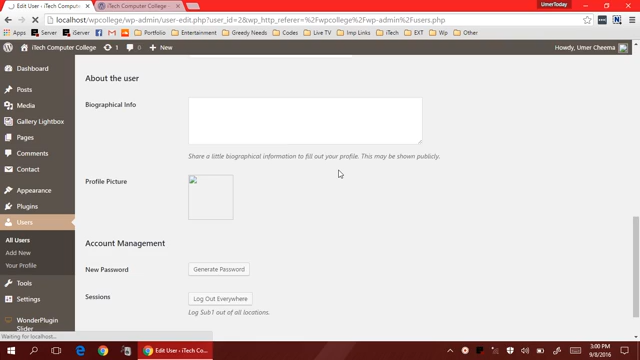 Edit User ‹ iTech Compute
iTech Computer College
UmerToday
localhost/wpcollege/wp-admin/user-edit.php?user_id=2&wp_http_referer=%2Fwpcollege%2Fwp-admin%2Fusers.php
Apps iTech iGerver Portfolio Entertainment Greedy Needs Codes Live TV Imp Links iTech EXT Wp Other
iTech Computer College 1 0 New Howdy, Umer Cheema
Dashboard
Posts
Media
Gallery Lightbox
Pages
Comments
Contact
Appearance
Plugins
Users
All Users
Add New
Your Profile
Tools
Settings
WonderPlugin
Slider
About the user
Biographical Info
Share a little biographical information to fill out your profile. This may be shown publicly.
Profile Picture
Account Management
New Password Generate Password
Sessions Log Out Everywhere
Log Sub1 out of all locations.
Waiting for localhost...
Edit User ‹ iTech Co...
3:00 PM
9/8/2016